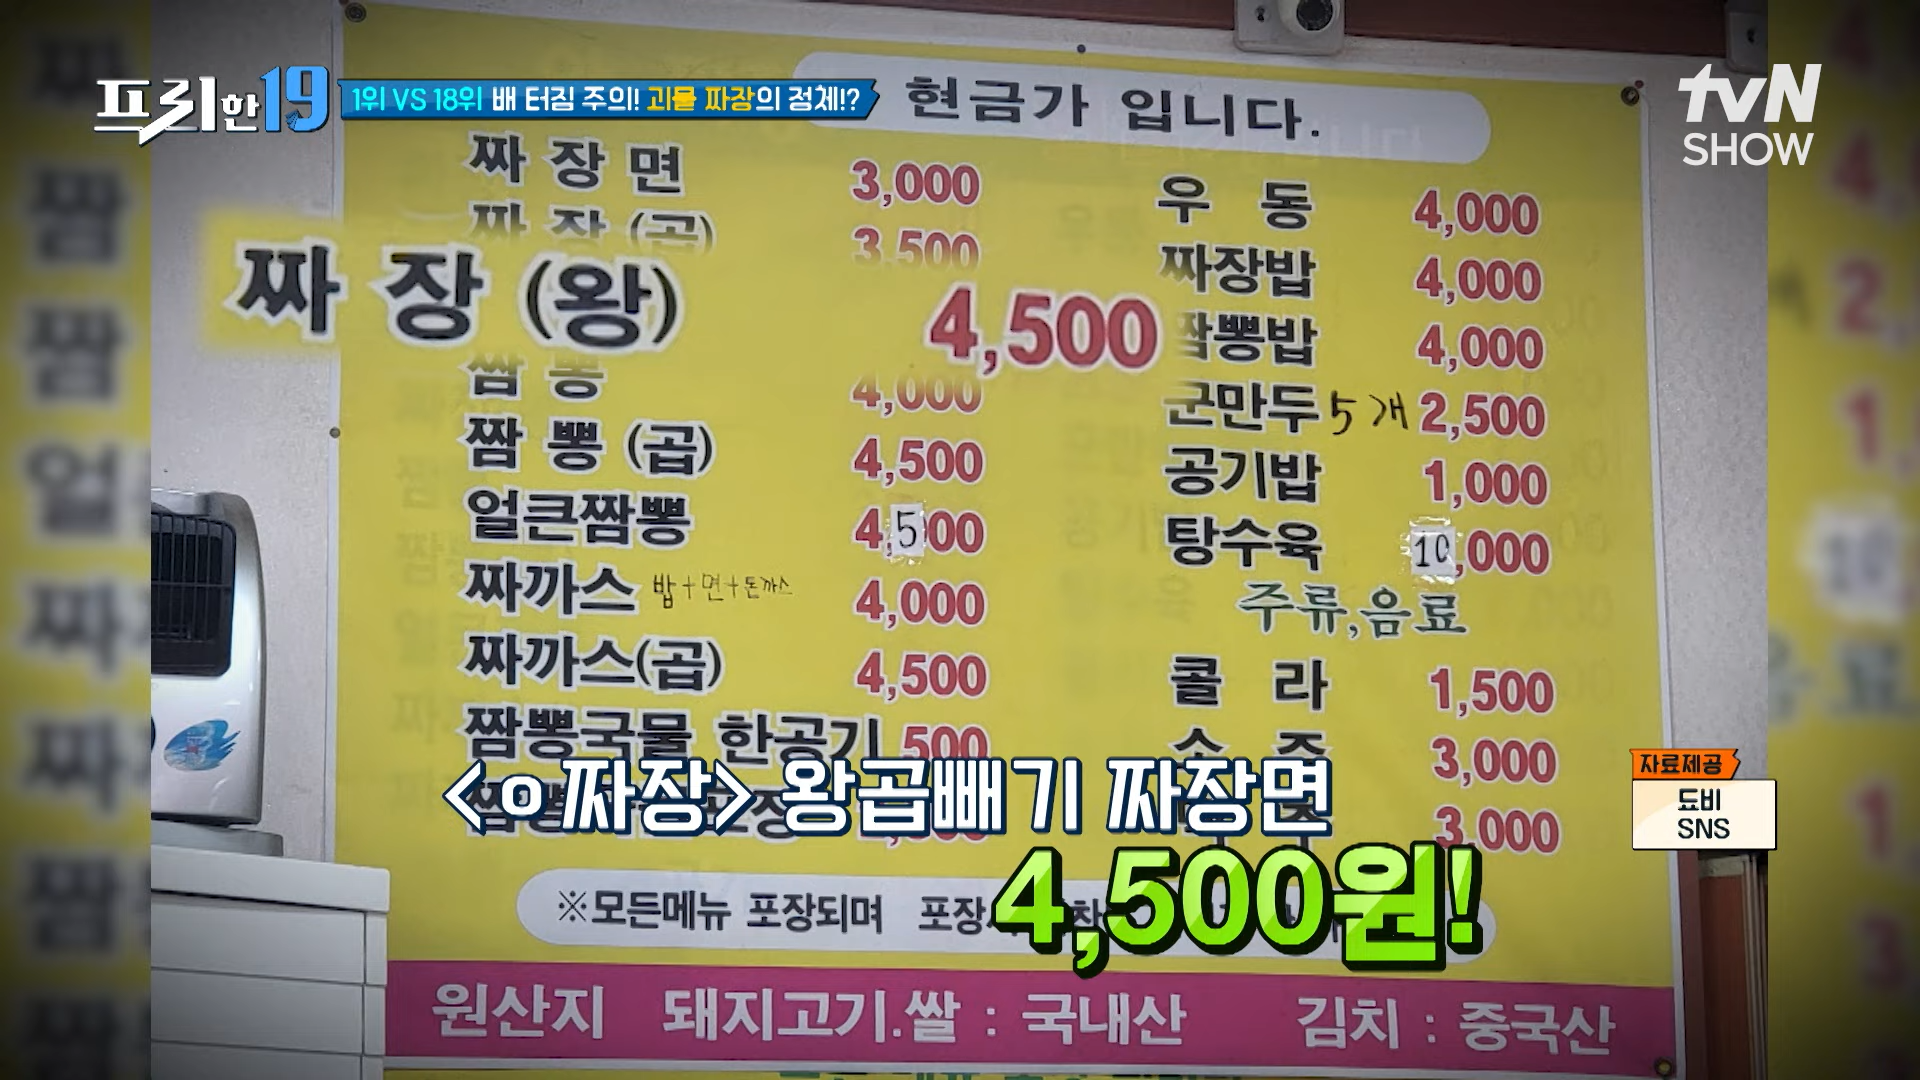 프리한19
1위 VS 18위 배 터짐 주의! 괴물 짜장의 정체!?
tvN
SHOW
현금가 입니다.
짜장면 3,000
짜장(곱) 3,500
짜장(왕) 4,500
짬뽕 4,000
짬뽕(곱) 4,500
얼큰짬뽕 4,500
짜까스 밥+면+돈까스 4,000
짜까스(곱) 4,500
짬뽕국물 한공기 500
우동 4,000
짜장밥 4,000
짬뽕밥 4,000
군만두 5개 2,500
공기밥 1,000
탕수육 10,000
주류,음료
콜라 1,500
소주 3,000
3,000
자료제공
됴비
SNS
<o짜장> 왕곱빼기 짜장면
4,500원!
※모든메뉴 포장되며
원산지 돼지고기.쌀 : 국내산 김치 : 중국산